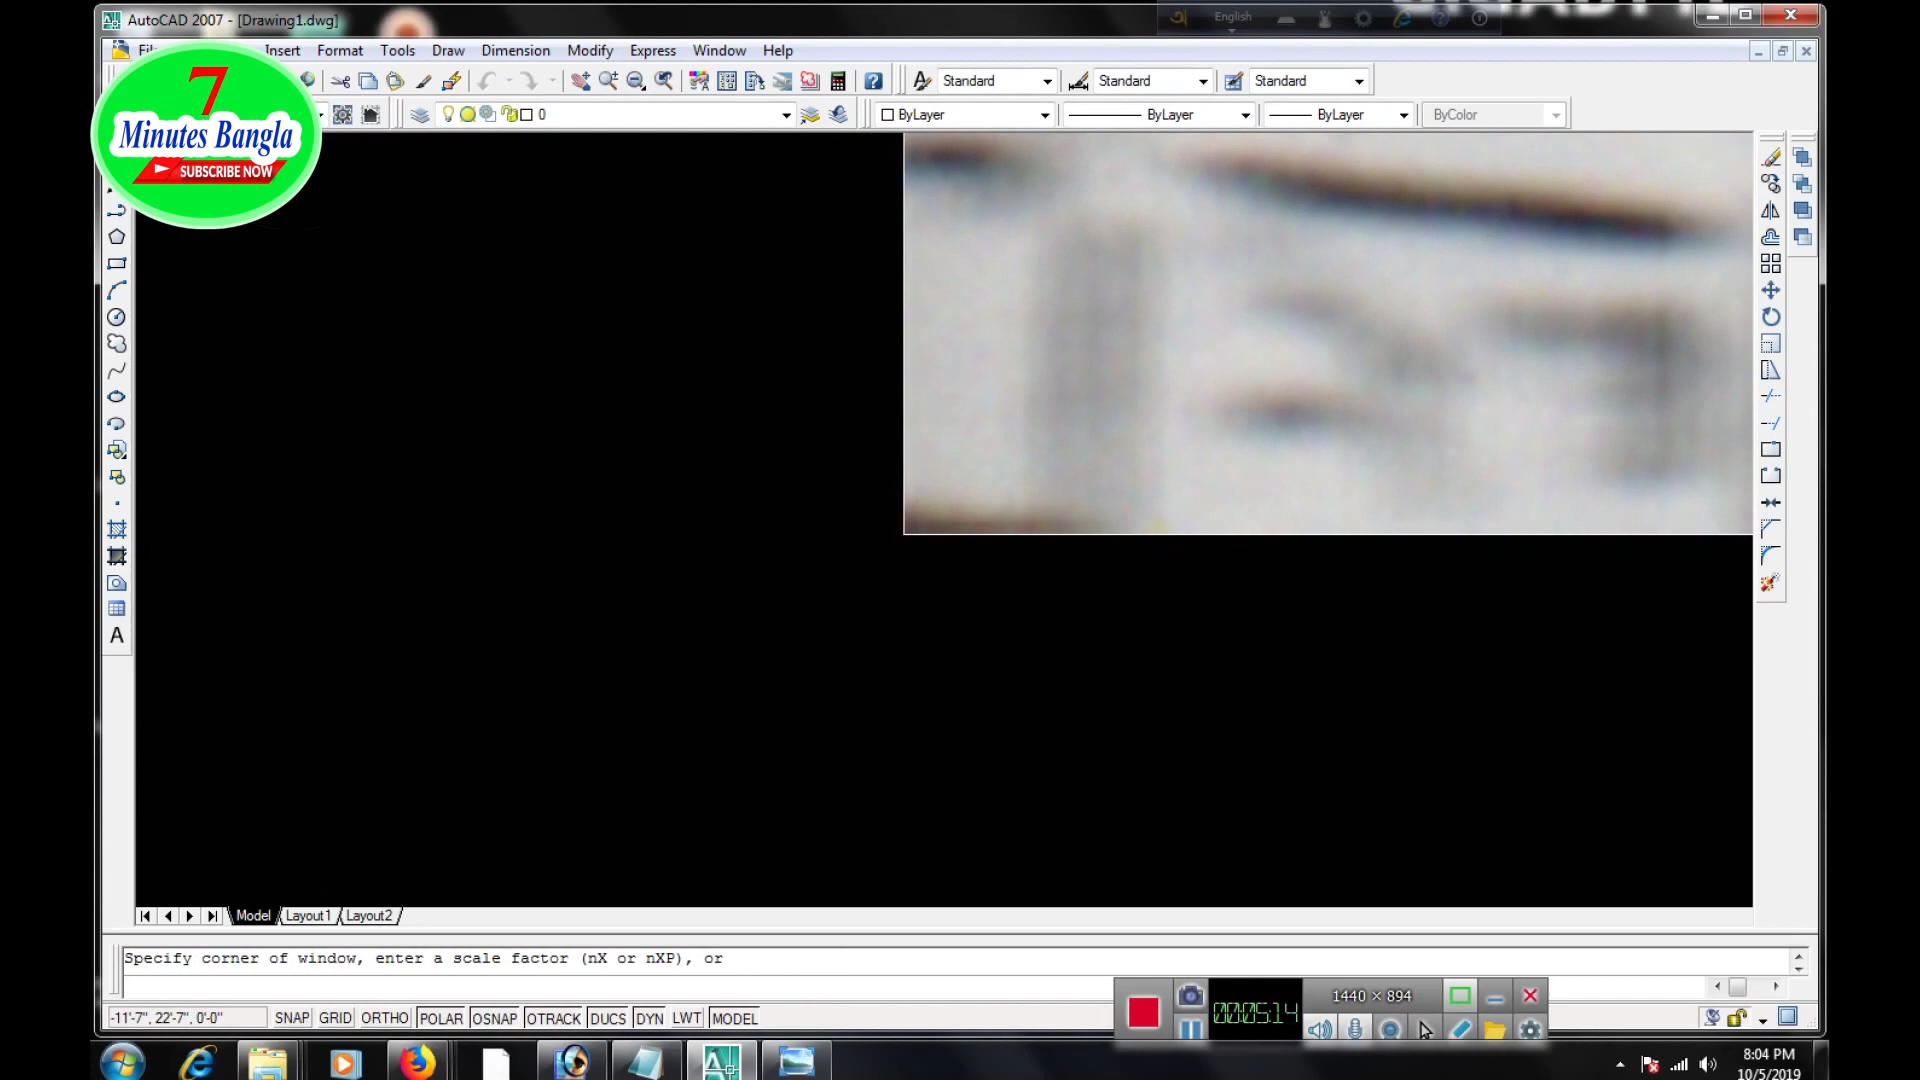 AutoCAD 2007 - [Drawing1.dwg]
English
Insert Format Tools Draw Dimension Modify Express Window Help
Standard Standard Standard
0 ByLayer ByLayer ByLayer ByColor
7
Minutes Bangla
SUBSCRIBE NOW
A
Model Layout1 Layout2
Specify corner of window, enter a scale factor (nX or nXP), or
1440 × 894
00:05:14
-11'-7", 22'-7", 0'-0" SNAP GRID ORTHO POLAR OSNAP OTRACK DUCS DYN LWT MODEL
8:04 PM
10/5/2019